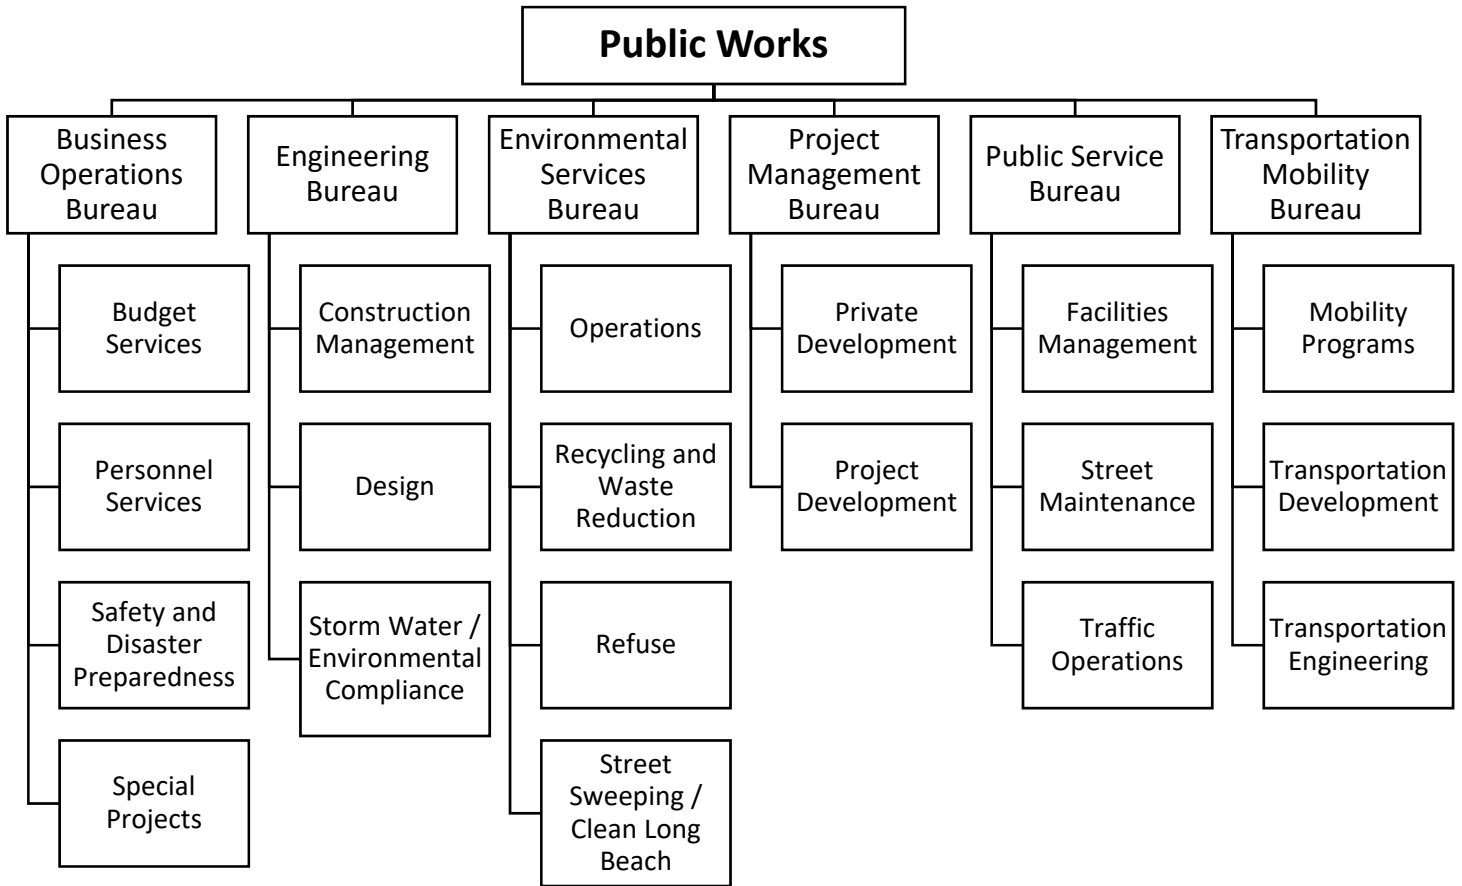 Public Works
Business
Operations
Bureau
Budget
Services
Personnel
Services
Safety and
Disaster
Preparedness
Special
Projects
Engineering
Bureau
Construction
Management
Design
Storm Water /
Environmental
Compliance
Environmental
Services
Bureau
Operations
Recycling and
Waste
Reduction
Refuse
Street
Sweeping /
Clean Long
Beach
Project
Management
Bureau
Private
Development
Project
Development
Public Service
Bureau
Facilities
Management
Street
Maintenance
Traffic
Operations
Transportation
Mobility
Bureau
Mobility
Programs
Transportation
Development
Transportation
Engineering